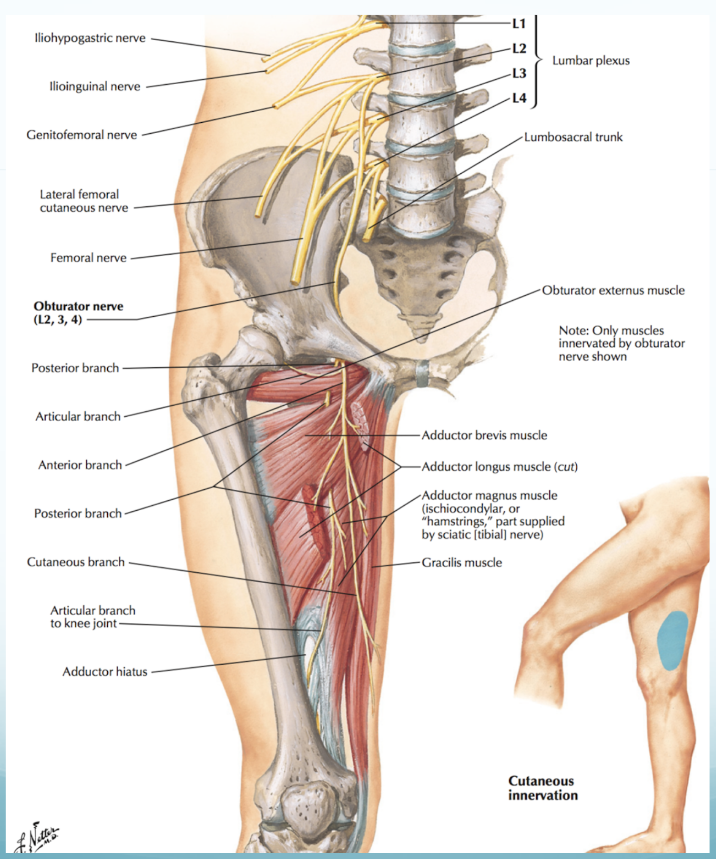 Iliohypogastric nerve
Ilioinguinal nerve
Genitofemoral nerve
Lateral femoral
cutaneous nerve
Femoral nerve
Obturator nerve
(L2, 3, 4)
Posterior branch
Articular branch
Anterior branch
Posterior branch
Cutaneous branch
Articular branch
to knee joint
Adductor hiatus
L1
L2
L3
L4
Lumbar plexus
Lumbosacral trunk
Obturator externus muscle
Note: Only muscles
innervated by obturator
nerve shown
Adductor brevis muscle
Adductor longus muscle (cut)
Adductor magnus muscle
(ischiocondylar, or
“hamstrings,” part supplied
by sciatic [tibial] nerve)
Gracilis muscle
Cutaneous
innervation
F. Netter
M.D.